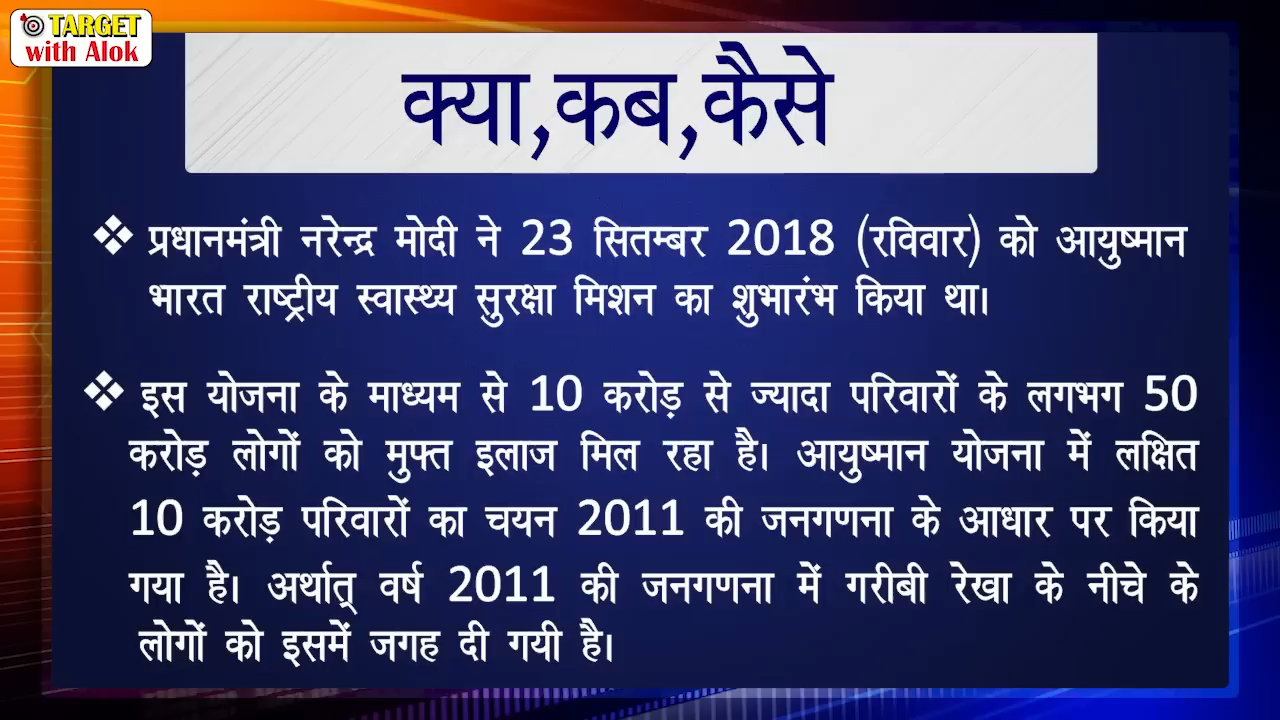 TARGET
with Alok
क्या,कब,कैसे
❖ प्रधानमंत्री नरेन्द्र मोदी ने 23 सितम्बर 2018 (रविवार) को आयुष्मान
भारत राष्ट्रीय स्वास्थ्य सुरक्षा मिशन का शुभारंभ किया था।
❖ इस योजना के माध्यम से 10 करोड़ से ज्यादा परिवारों के लगभग 50
करोड़ लोगों को मुफ्त इलाज मिल रहा है। आयुष्मान योजना में लक्षित
10 करोड़ परिवारों का चयन 2011 की जनगणना के आधार पर किया
गया है। अर्थात् वर्ष 2011 की जनगणना में गरीबी रेखा के नीचे के
लोगों को इसमें जगह दी गयी है।